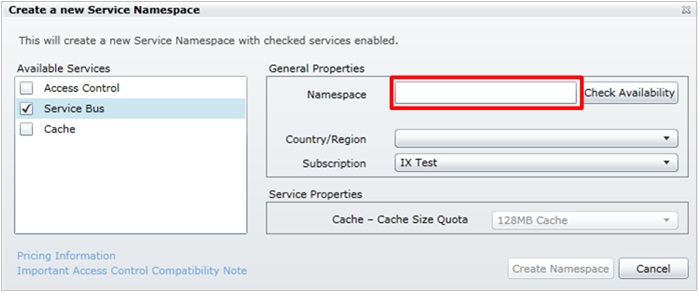 Create a new Service Namespace
This will create a new Service Namespace with checked services enabled.
Available Services
Access Control
Service Bus
Cache
General Properties
Namespace
Check Availability
Country/Region
Subscription
IX Test
Service Properties
Cache – Cache Size Quota
128MB Cache
Pricing Information
Important Access Control Compatibility Note
Create Namespace
Cancel